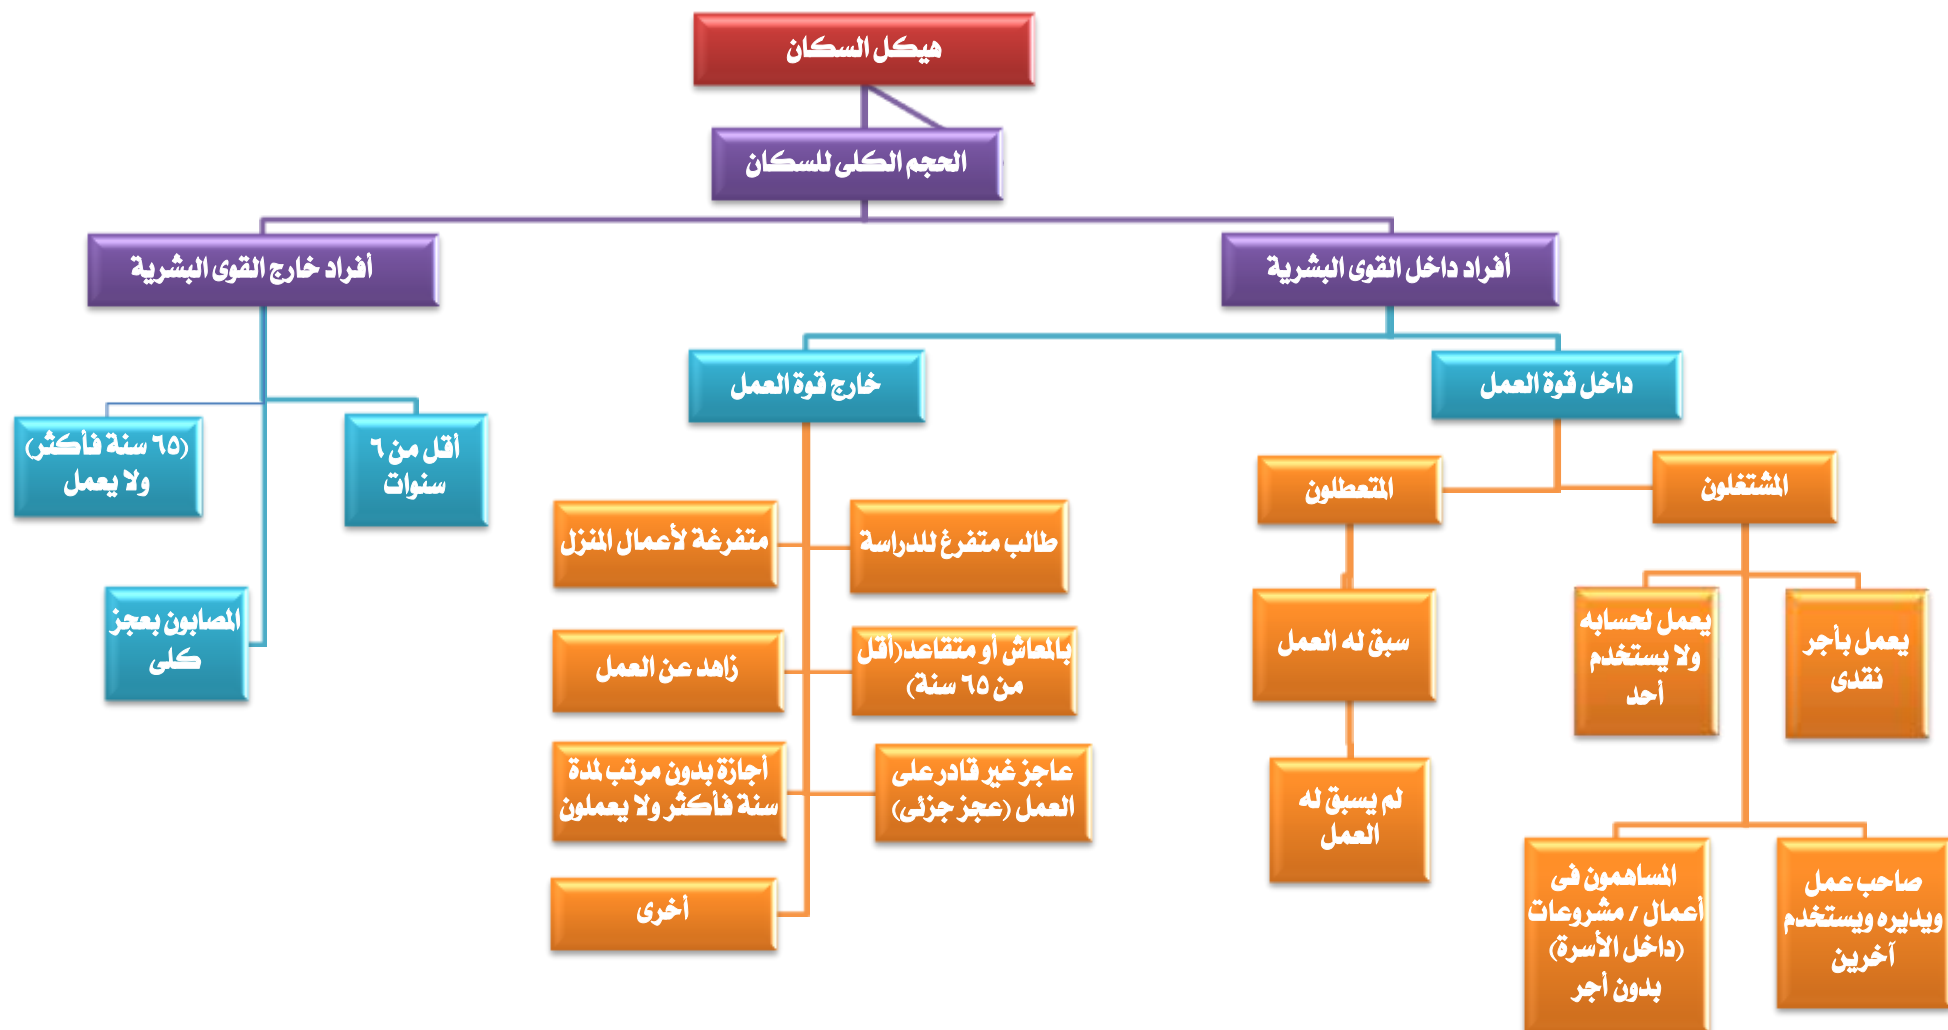 هيكل السكان
الحجم الكلى للسكان
أفراد داخل القوى البشرية
أفراد خارج القوى البشرية
داخل قوة العمل
خارج قوة العمل
أقل من ٦
سنوات
(٦٥ سنة فأكثر)
ولا يعمل
المصابون بعجز
كلى
المشتغلون
المتعطلون
يعمل بأجر
نقدى
يعمل لحسابه
ولا يستخدم
أحد
صاحب عمل
ويديره ويستخدم
آخرين
المساهمون فى
أعمال / مشروعات
(داخل الأسرة)
بدون أجر
سبق له العمل
لم يسبق له
العمل
طالب متفرغ للدراسة
متفرغة لأعمال المنزل
بالمعاش أو متقاعد(أقل
من ٦٥ سنة)
زاهد عن العمل
عاجز غير قادر على
العمل (عجز جزئى)
أجازة بدون مرتب لمدة
سنة فأكثر ولا يعملون
أخرى